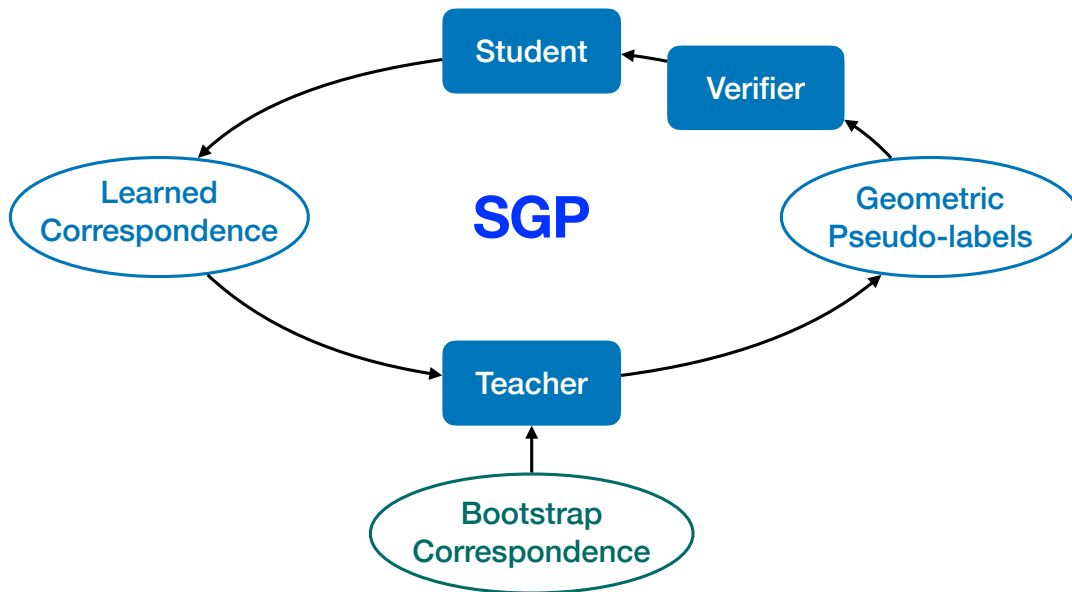 Student
Verifier
Learned
Correspondence
SGP
Geometric
Pseudo-labels
Teacher
Bootstrap
Correspondence